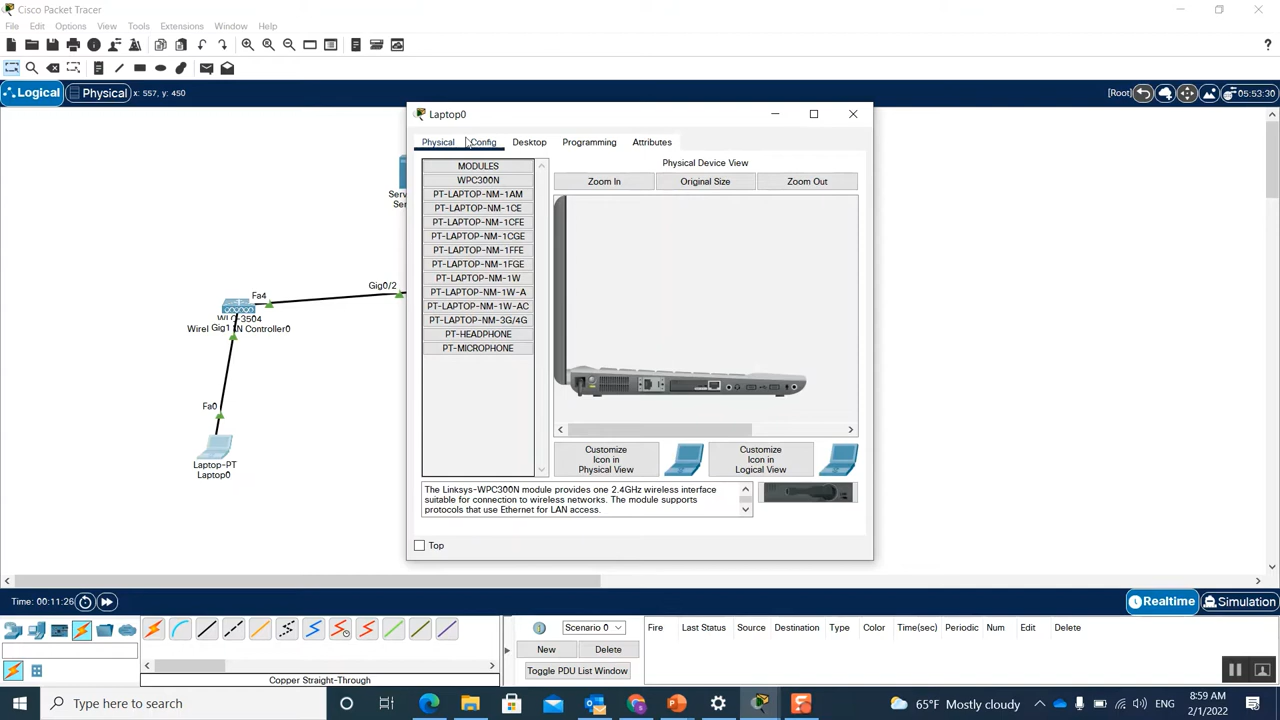 Cisco Packet Tracer
File Edit Options View Tools Extensions Window Help
Logical Physical x: 557, y: 450 [Root] 05:53:30
Laptop0
Physical Config Desktop Programming Attributes
MODULES
WPC300N
PT-LAPTOP-NM-1AM
PT-LAPTOP-NM-1CE
PT-LAPTOP-NM-1CFE
PT-LAPTOP-NM-1CGE
PT-LAPTOP-NM-1FFE
PT-LAPTOP-NM-1FGE
PT-LAPTOP-NM-1W
PT-LAPTOP-NM-1W-A
PT-LAPTOP-NM-1W-AC
PT-LAPTOP-NM-3G/4G
PT-HEADPHONE
PT-MICROPHONE
Physical Device View
Zoom In Original Size Zoom Out
Customize
Icon in
Physical View
Customize
Icon in
Logical View
The Linksys-WPC300N module provides one 2.4GHz wireless interface
suitable for connection to wireless networks. The module supports
protocols that use Ethernet for LAN access.
Top
Serv
Ser
Gig0/2
Fa4
3504
Wirel Gig1 N Controller0
Fa0
Laptop-PT
Laptop0
Time: 00:11:26 Realtime Simulation
Scenario 0
New Delete
Toggle PDU List Window
Fire Last Status Source Destination Type Color Time(sec) Periodic Num Edit Delete
Copper Straight-Through
Type here to search
65°F Mostly cloudy
ENG
8:59 AM
2/1/2022